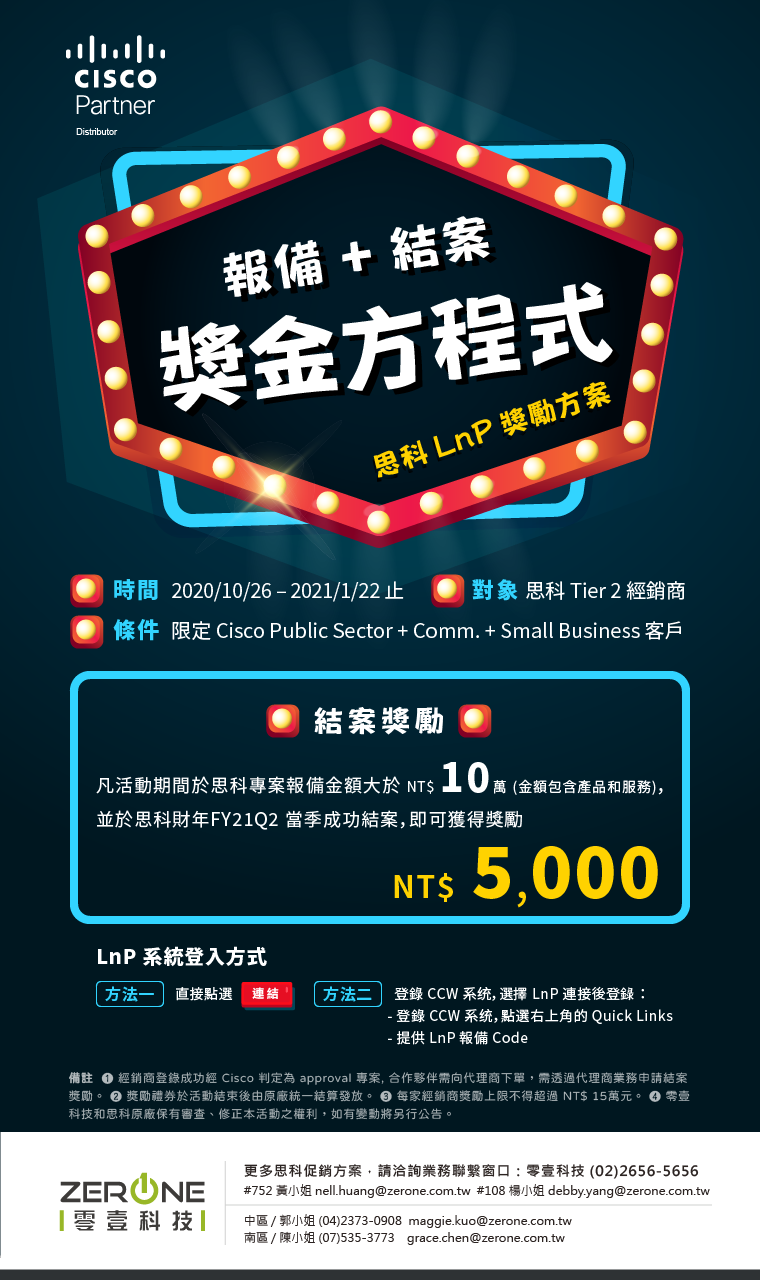 CISCO
Partner
Distributor
報備 + 結案
獎金方程式
思科 LnP 獎勵方案
時間 2020/10/26 – 2021/1/22 止 對象 思科 Tier 2 經銷商
條件 限定 Cisco Public Sector + Comm. + Small Business 客戶
結案獎勵
凡活動期間於思科專案報備金額大於 NT$ 10 萬 (金額包含產品和服務),
並於思科財年FY21Q2 當季成功結案,即可獲得獎勵
NT$ 5,000
LnP 系統登入方式
方法一 直接點選 連結 方法二 登錄 CCW 系統, 選擇 LnP 連接後登錄：
- 登錄 CCW 系統, 點選右上角的 Quick Links
- 提供 LnP 報備 Code
備註 ❶ 經銷商登錄成功經 Cisco 判定為 approval 專案, 合作夥伴需向代理商下單，需透過代理商業務申請結案
獎勵。 ❷ 獎勵禮券於活動結束後由原廠統一結算發放。 ❸ 每家經銷商獎勵上限不得超過 NT$ 15萬元。 ❹ 零壹
科技和思科原廠保有審查、修正本活動之權利，如有變動將另行公告。
ZERONE
零壹科技
更多思科促銷方案，請洽詢業務聯繫窗口：零壹科技 (02)2656-5656
#752 黃小姐 nell.huang@zerone.com.tw #108 楊小姐 debby.yang@zerone.com.tw
中區 / 郭小姐 (04)2373-0908 maggie.kuo@zerone.com.tw
南區 / 陳小姐 (07)535-3773 grace.chen@zerone.com.tw